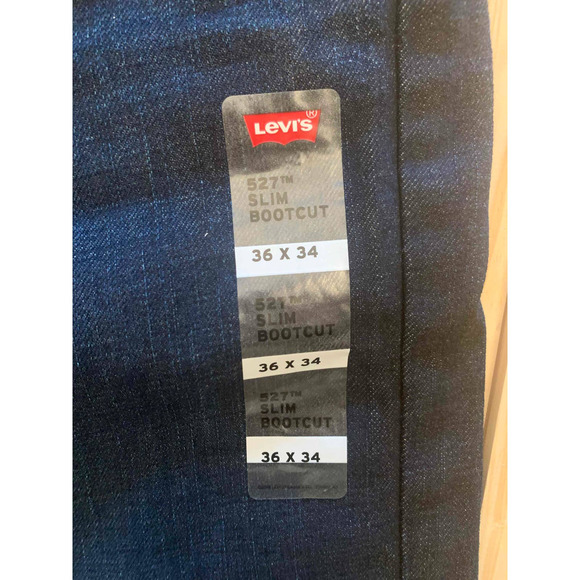 Levi's®
527™
SLIM
BOOTCUT
36 X 34
527™
SLIM
BOOTCUT
36 X 34
527™
SLIM
BOOTCUT
36 X 34